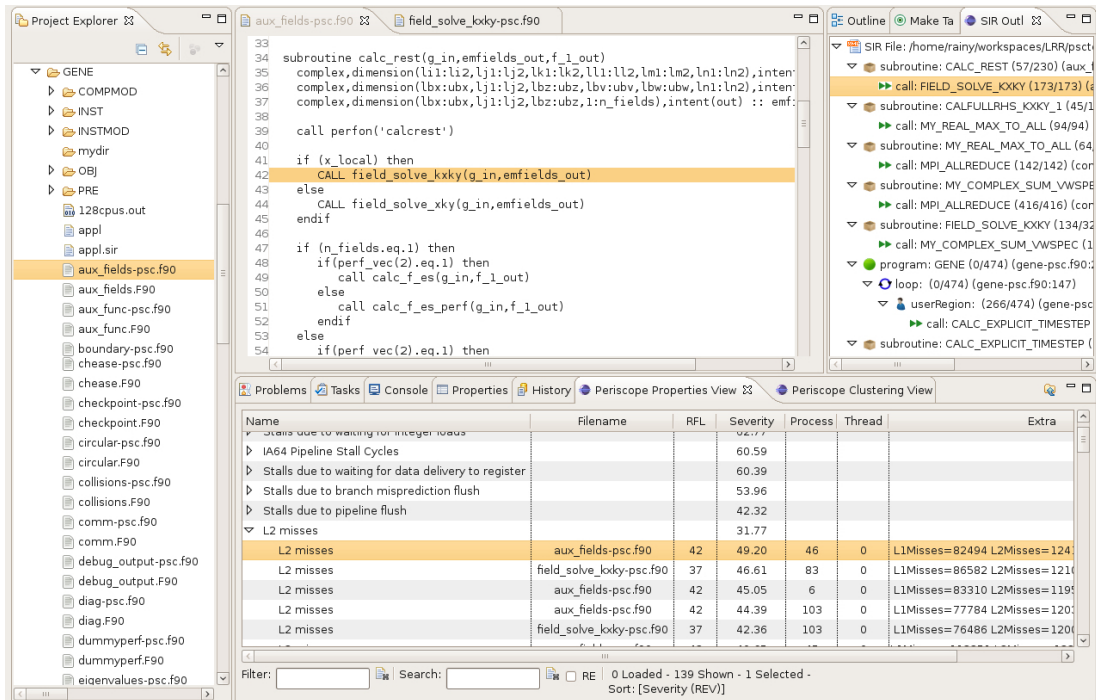 Project Explorer
GENE
COMPMOD
INST
INSTMOD
mydir
OBJ
PRE
128cpus.out
appl
appl.sir
aux_fields-psc.f90
aux_fields.F90
aux_func-psc.f90
aux_func.F90
boundary-psc.f90
chease-psc.f90
chease.F90
checkpoint-psc.f90
checkpoint.F90
circular-psc.f90
circular.F90
collisions-psc.f90
collisions.F90
comm-psc.f90
comm.F90
debug_output-psc.f90
debug_output.F90
diag-psc.f90
diag.F90
dummyperf-psc.f90
dummyperf.F90
eigenvalues-psc.f90
aux_fields-psc.f90 field_solve_kxky-psc.f90
33
34 subroutine calc_rest(g_in,emfields_out,f_1_out)
35 complex,dimension(li1:li2,lj1:lj2,lk1:lk2,ll1:ll2,lm1:lm2,ln1:ln2),inten
36 complex,dimension(lbx:ubx,lj1:lj2,lbz:ubz,lbv:ubv,lbw:ubw,ln1:ln2),inten
37 complex,dimension(lbx:ubx,lj1:lj2,lbz:ubz,1:n_fields),intent(out) :: emf
38
39 call perfon('calcrest')
40
41 if (x_local) then
42 CALL field_solve_kxky(g_in,emfields_out)
43 else
44 CALL field_solve_xky(g_in,emfields_out)
45 endif
46
47 if (n_fields.eq.1) then
48 if(perf_vec(2).eq.1) then
49 call calc_f_es(g_in,f_1_out)
50 else
51 call calc_f_es_perf(g_in,f_1_out)
52 endif
53 else
54 if(perf_vec(2).eq.1) then
Outline Make Ta SIR Outl
SIR File: /home/rainy/workspaces/LRR/pscte
subroutine: CALC_REST (57/230) (aux_f
call: FIELD_SOLVE_KXKY (173/173) (a
subroutine: CALFULLRHS_KXKY_1 (45/1
call: MY_REAL_MAX_TO_ALL (94/94)
subroutine: MY_REAL_MAX_TO_ALL (64,
call: MPI_ALLREDUCE (142/142) (con
subroutine: MY_COMPLEX_SUM_VWSPE
call: MPI_ALLREDUCE (416/416) (con
subroutine: FIELD_SOLVE_KXKY (134/32
call: MY_COMPLEX_SUM_VWSPEC (1
program: GENE (0/474) (gene-psc.f90:2
loop: (0/474) (gene-psc.f90:147)
userRegion: (266/474) (gene-psc
call: CALC_EXPLICIT_TIMESTEP
subroutine: CALC_EXPLICIT_TIMESTEP (
Problems Tasks Console Properties History Periscope Properties View Periscope Clustering View
Name Filename RFL Severity Process Thread Extra
Stalls due to waiting for integer loads 62.77
IA64 Pipeline Stall Cycles 60.59
Stalls due to waiting for data delivery to register 60.39
Stalls due to branch misprediction flush 53.96
Stalls due to pipeline flush 42.32
L2 misses 31.77
L2 misses aux_fields-psc.f90 42 49.20 46 0 L1Misses=82494 L2Misses=1241
L2 misses field_solve_kxky-psc.f90 37 46.61 83 0 L1Misses=86582 L2Misses=1210
L2 misses aux_fields-psc.f90 42 45.05 6 0 L1Misses=83310 L2Misses=1195
L2 misses aux_fields-psc.f90 42 44.39 103 0 L1Misses=77784 L2Misses=1203
L2 misses field_solve_kxky-psc.f90 37 42.36 103 0 L1Misses=76486 L2Misses=1200
Filter: Search: RE 0 Loaded - 139 Shown - 1 Selected -
Sort: [Severity (REV)]